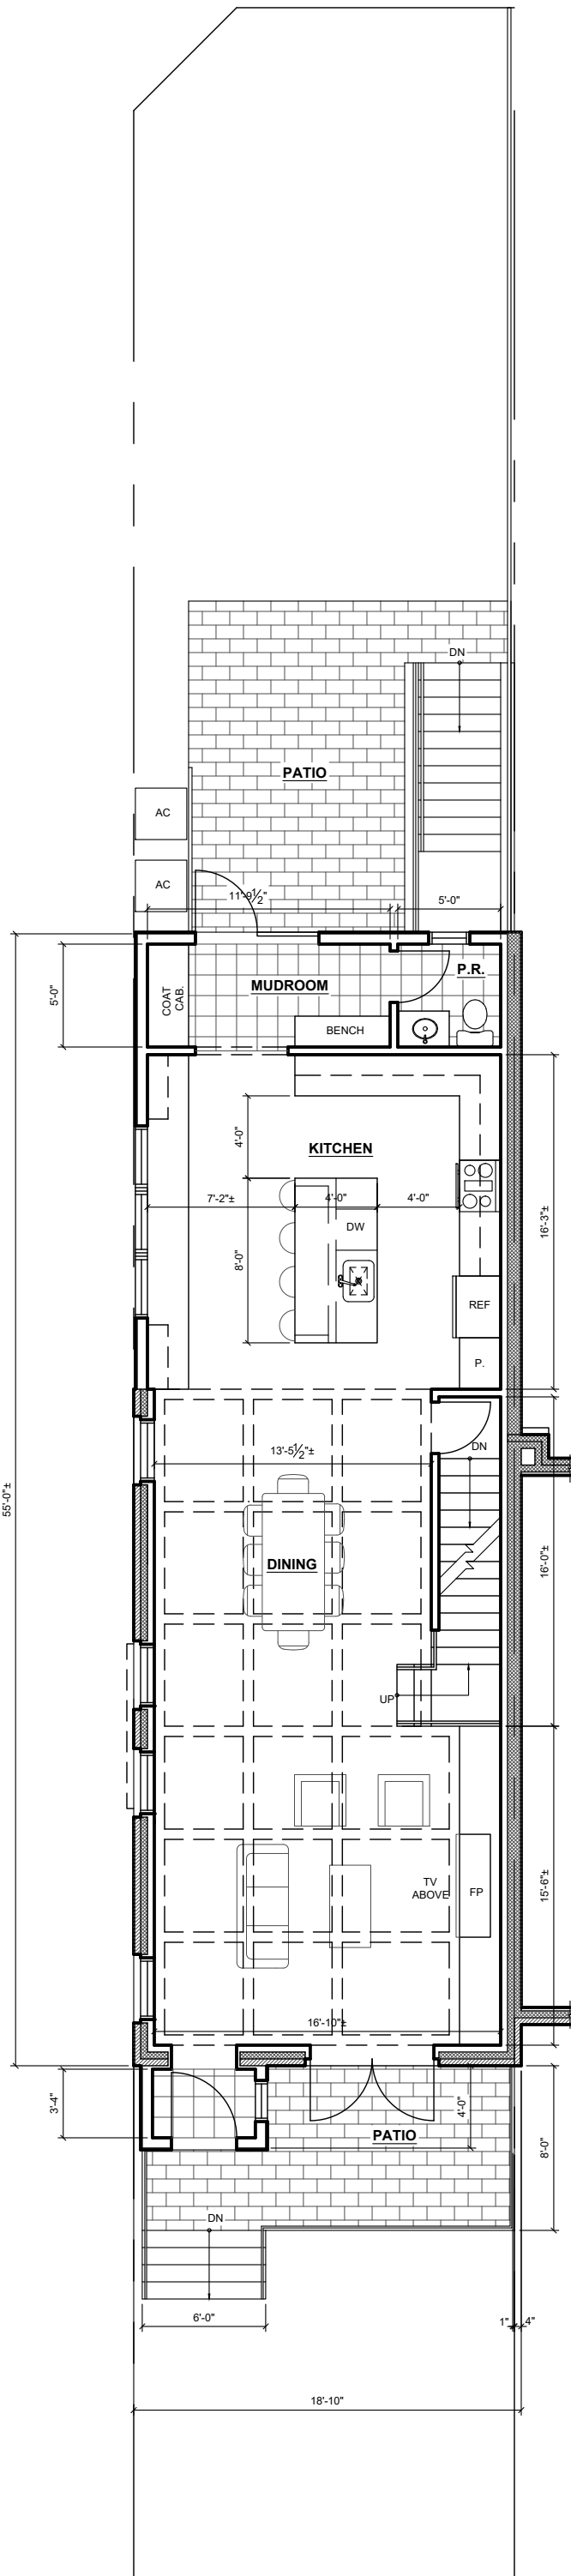 DN
PATIO
AC
AC
11'-9½"
5'-0"
5'-0"
COAT
CAB.
MUDROOM
P.R.
BENCH
4'-0"
KITCHEN
7'-2"±
4'-0"
4'-0"
16'-3"±
DW
8'-0"
REF
P.
13'-5½"±
DN
55'-0"±
DINING
16'-0"±
UP
TV
ABOVE
FP
15'-6"±
16'-10"±
3'-4"
4'-0"
PATIO
8'-0"
DN
6'-0"
1"
4"
18'-10"